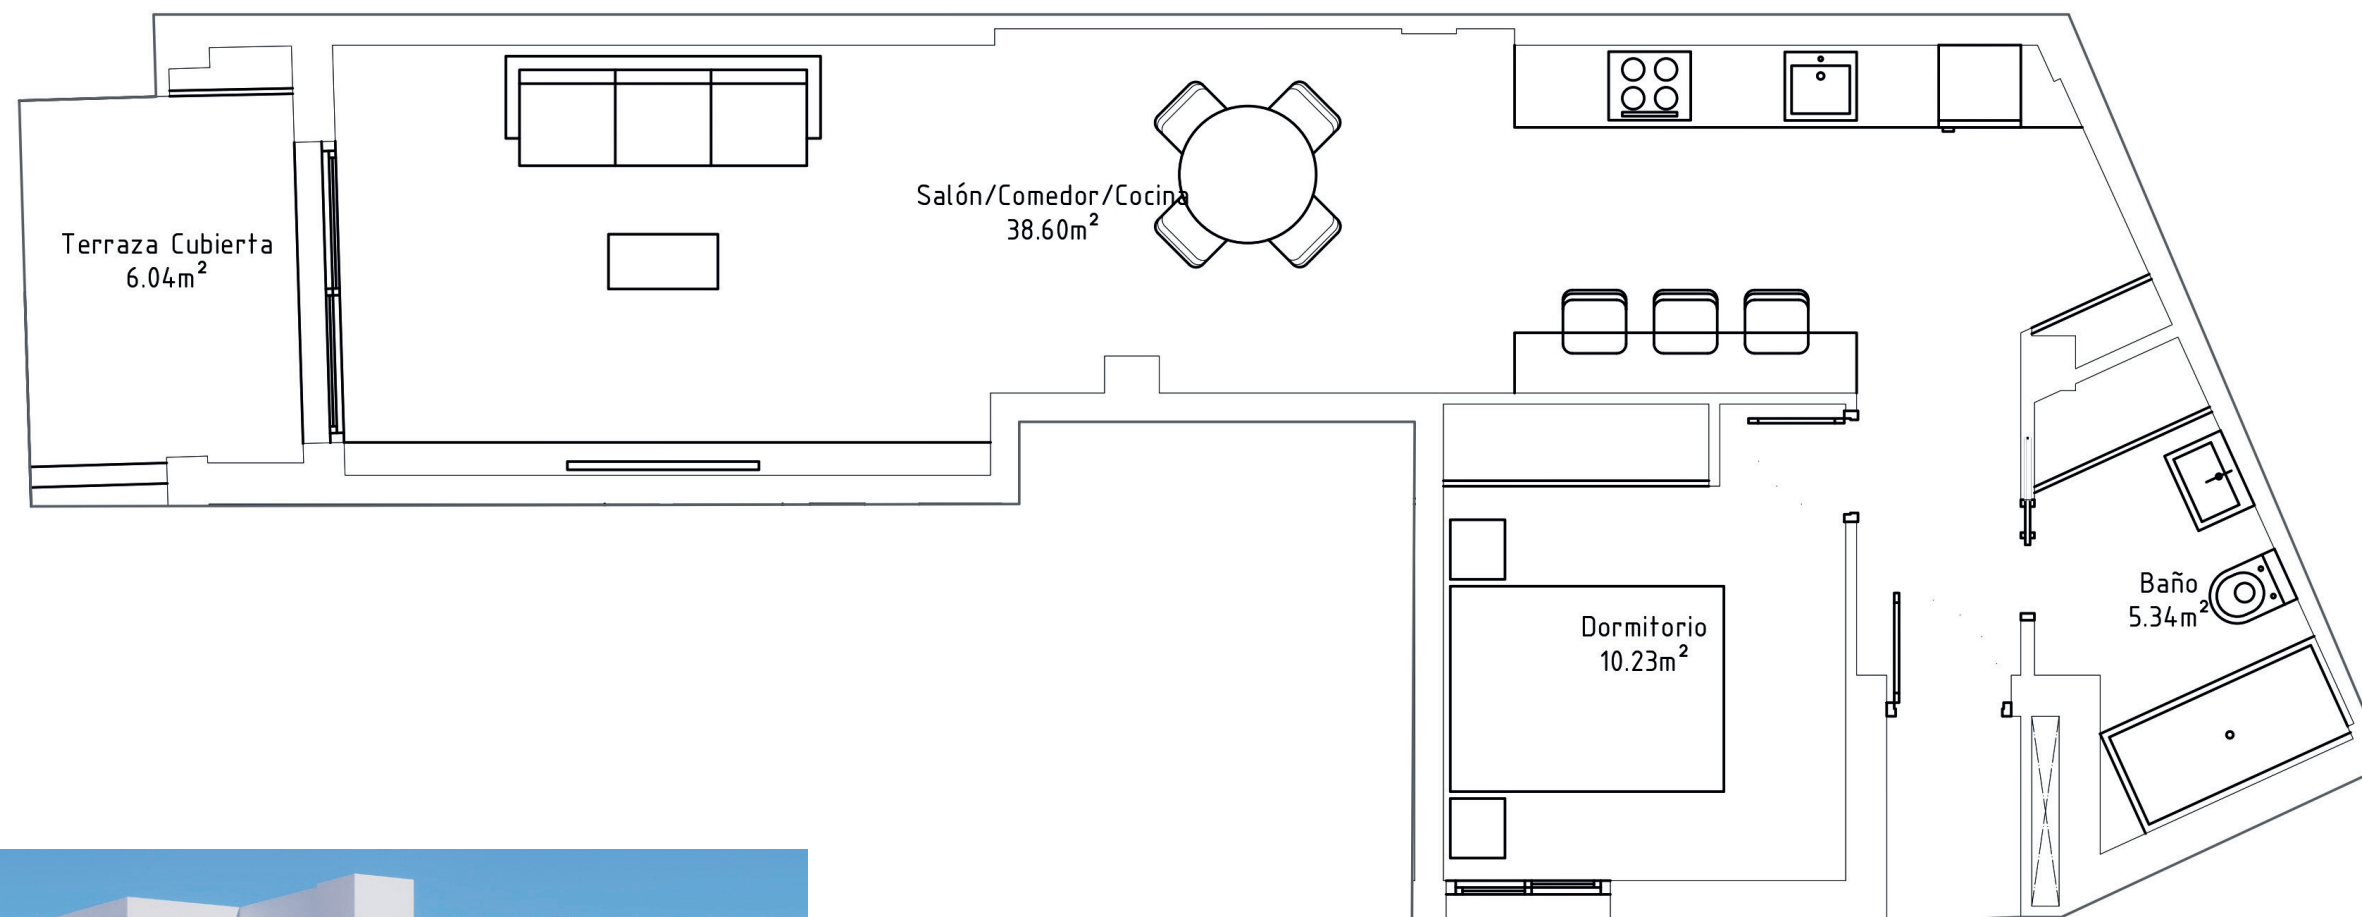 Salón/Comedor/Cocina
38.60m²
Terraza Cubierta
6.04m²
Baño
5.34m²
Dormitorio
10.23m²